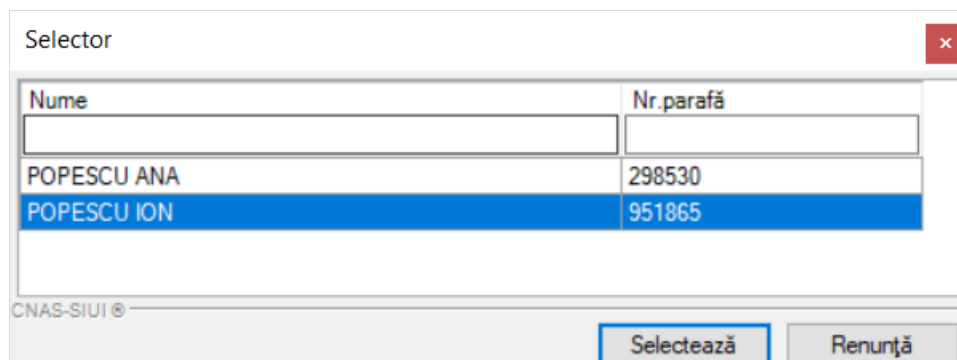 Selector
Nume Nr.parafă
POPESCU ANA 298530
POPESCU ION 951865
CNAS-SIUI ®
Selectează Renunţă